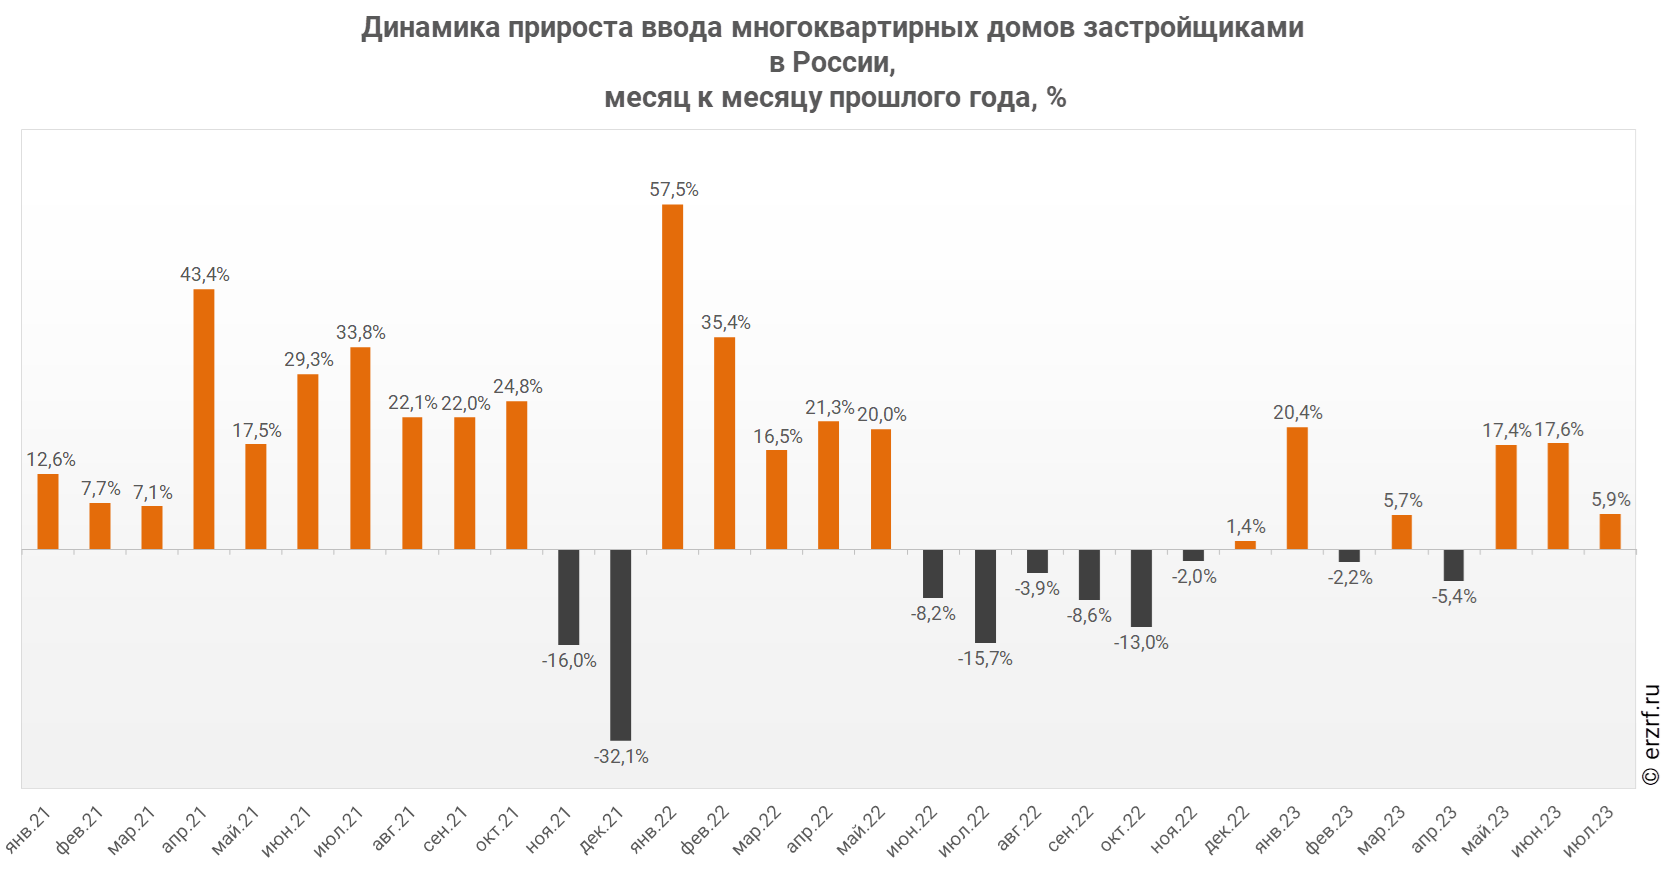 Динамика прироста ввода многоквартирных домов застройщиками
в России,
месяц к месяцу прошлого года, %
12,6%
7,7%
7,1%
43,4%
17,5%
29,3%
33,8%
22,1%
22,0%
24,8%
-16,0%
-32,1%
57,5%
35,4%
16,5%
21,3%
20,0%
-8,2%
-15,7%
-3,9%
-8,6%
-13,0%
-2,0%
1,4%
20,4%
-2,2%
5,7%
-5,4%
17,4%
17,6%
5,9%
янв.21
фев.21
мар.21
апр.21
май.21
июн.21
июл.21
авг.21
сен.21
окт.21
ноя.21
дек.21
янв.22
фев.22
мар.22
апр.22
май.22
июн.22
июл.22
авг.22
сен.22
окт.22
ноя.22
дек.22
янв.23
фев.23
мар.23
апр.23
май.23
июн.23
июл.23
© erzrf.ru